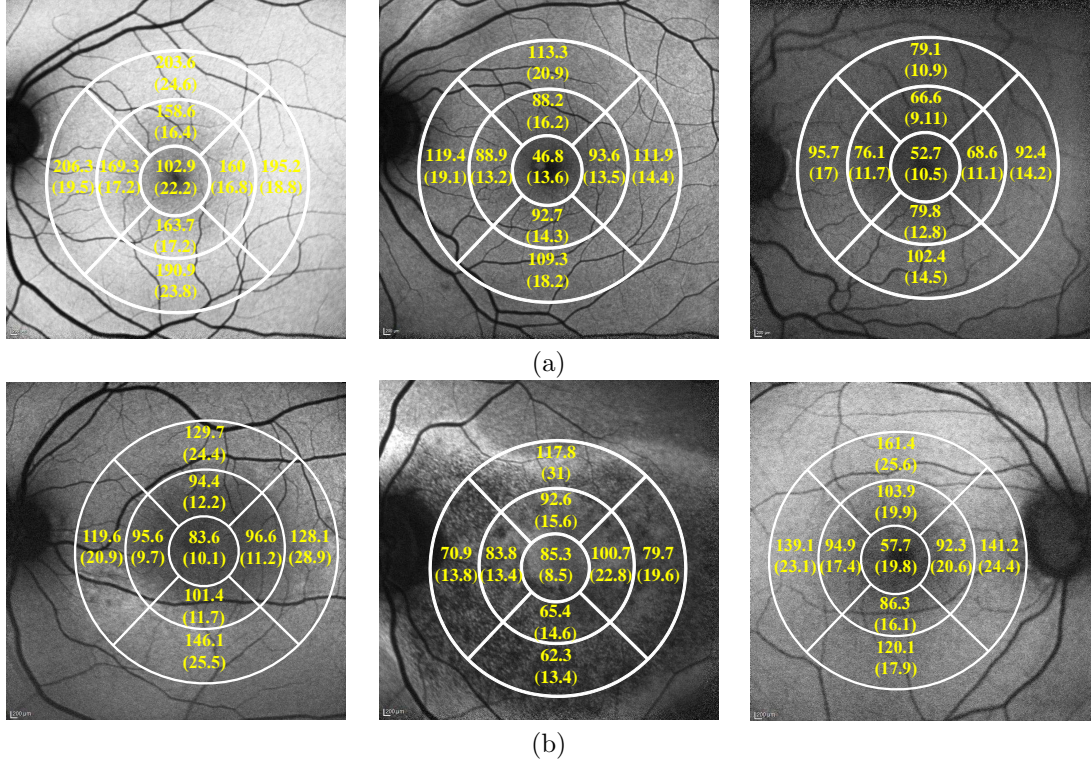 203.6
(24.6)
158.6
(16.4)
206.3 169.3 102.9 160 195.2
(19.5) (17.2) (22.2) (16.8) (18.8)
163.7
(17.2)
190.9
(23.8)
113.3
(20.9)
88.2
(16.2)
119.4 88.9 46.8 93.6 111.9
(19.1) (13.2) (13.6) (13.5) (14.4)
92.7
(14.3)
109.3
(18.2)
79.1
(10.9)
66.6
(9.11)
95.7 76.1 52.7 68.6 92.4
(17) (11.7) (10.5) (11.1) (14.2)
79.8
(12.8)
102.4
(14.5)
(a)
129.7
(24.4)
94.4
(12.2)
119.6 95.6 83.6 96.6 128.1
(20.9) (9.7) (10.1) (11.2) (28.9)
101.4
(11.7)
146.1
(25.5)
200 µm
117.8
(31)
92.6
(15.6)
70.9 83.8 85.3 100.7 79.7
(13.8) (13.4) (8.5) (22.8) (19.6)
65.4
(14.6)
62.3
(13.4)
200 µm
161.4
(25.6)
103.9
(19.9)
139.1 94.9 57.7 92.3 141.2
(23.1) (17.4) (19.8) (20.6) (24.4)
86.3
(16.1)
120.1
(17.9)
200 µm
(b)